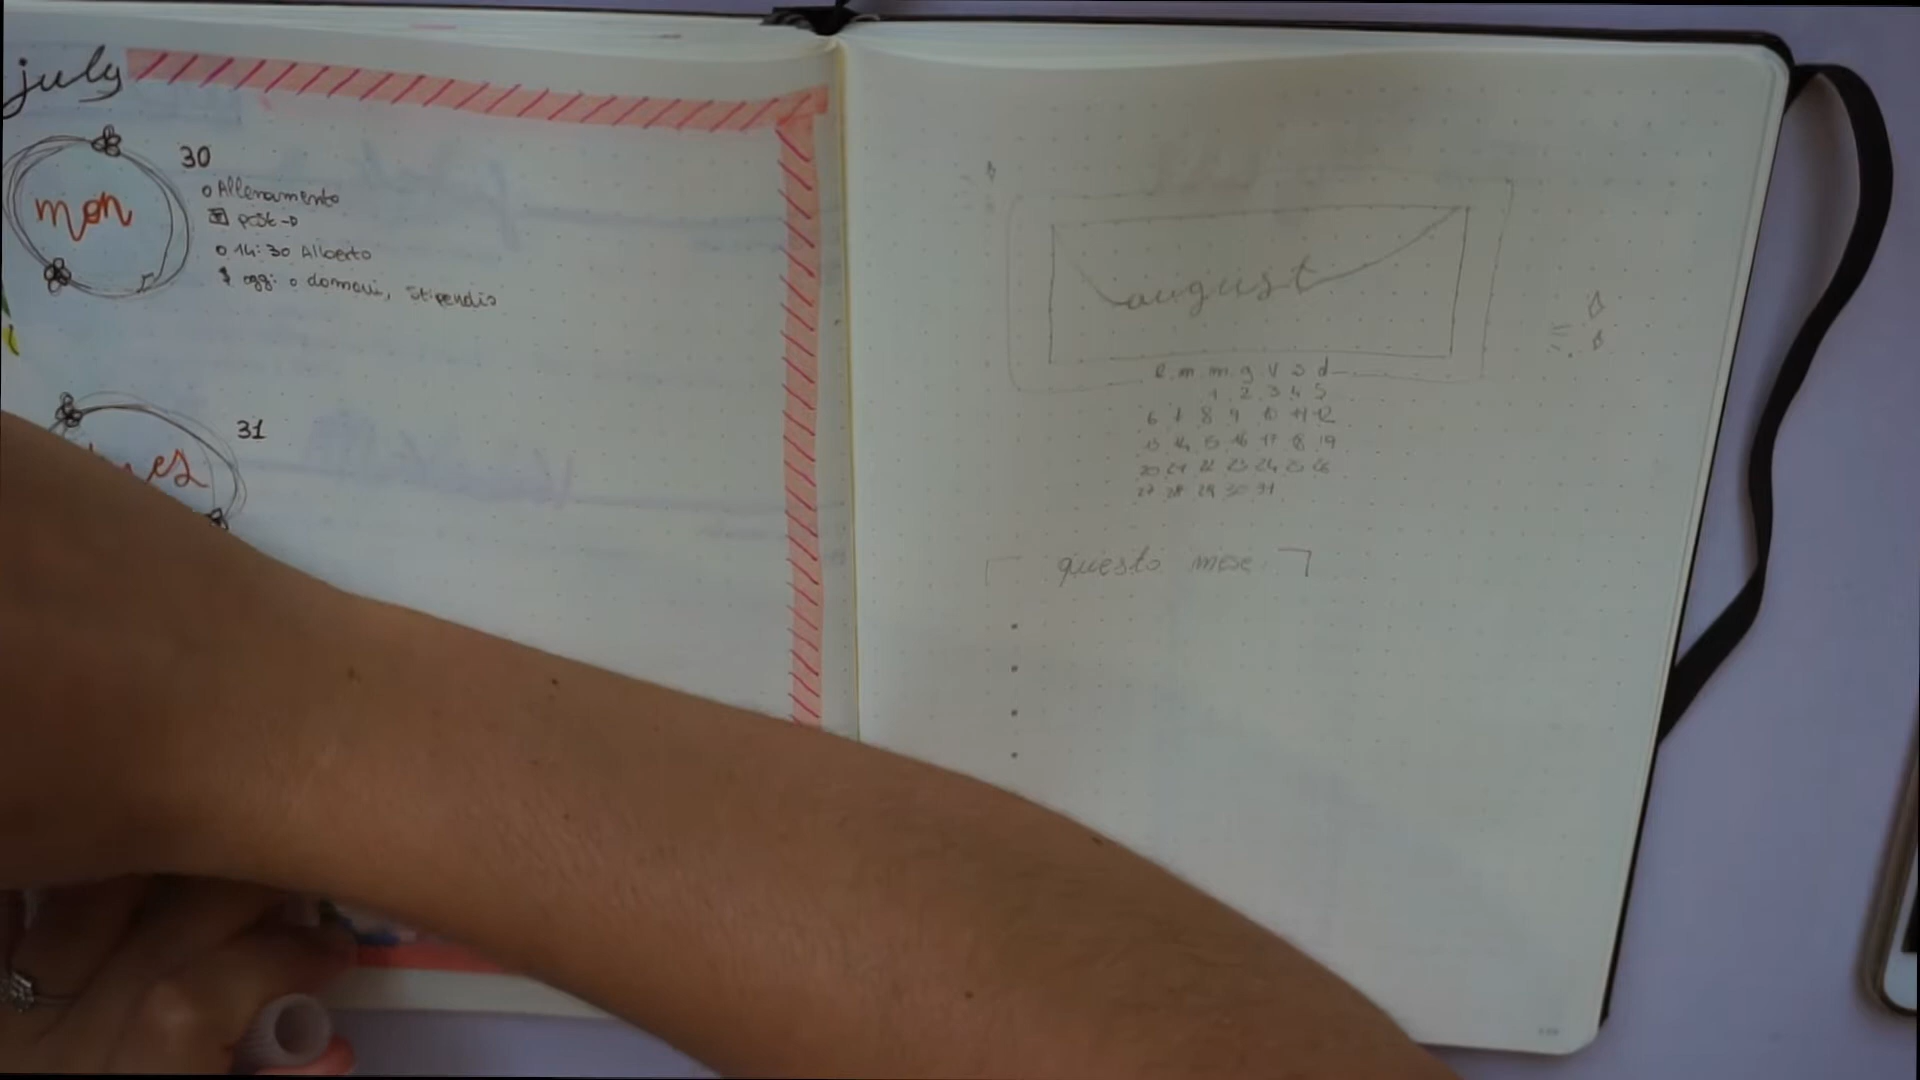 july
mon
30
o Allenamento
post-
o 14:30 Alberto
oggi o domani, stipendio
31
ues
august
l m m g v s d
1 2 3 4 5
6 7 8 9 10 11 12
13 14 15 16 17 18 19
20 21 22 23 24 25 26
27 28 29 30 31
questo mese